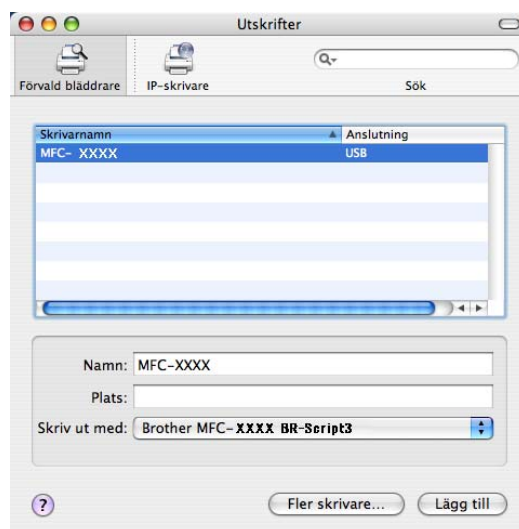 Utskrifter
Förvald bläddrare
IP-skrivare
Sök
Skrivarnamn Anslutning
MFC- XXXX USB
Namn: MFC-XXXX
Plats:
Skriv ut med: Brother MFC-XXXX BR-Script3
? Fler skrivare... Lägg till